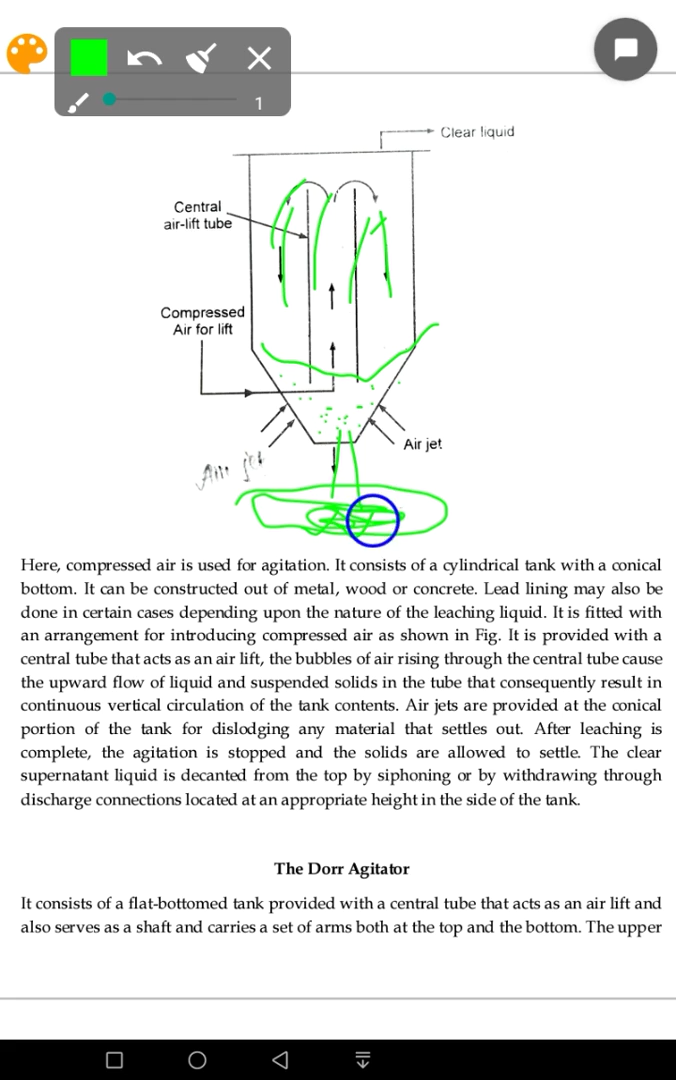 1
Clear liquid
Central
air-lift tube
Compressed
Air for lift
Air jet
Air jet
Here, compressed air is used for agitation. It consists of a cylindrical tank with a conical
bottom. It can be constructed out of metal, wood or concrete. Lead lining may also be
done in certain cases depending upon the nature of the leaching liquid. It is fitted with
an arrangement for introducing compressed air as shown in Fig. It is provided with a
central tube that acts as an air lift, the bubbles of air rising through the central tube cause
the upward flow of liquid and suspended solids in the tube that consequently result in
continuous vertical circulation of the tank contents. Air jets are provided at the conical
portion of the tank for dislodging any material that settles out. After leaching is
complete, the agitation is stopped and the solids are allowed to settle. The clear
supernatant liquid is decanted from the top by siphoning or by withdrawing through
discharge connections located at an appropriate height in the side of the tank.
The Dorr Agitator
It consists of a flat-bottomed tank provided with a central tube that acts as an air lift and
also serves as a shaft and carries a set of arms both at the top and the bottom. The upper